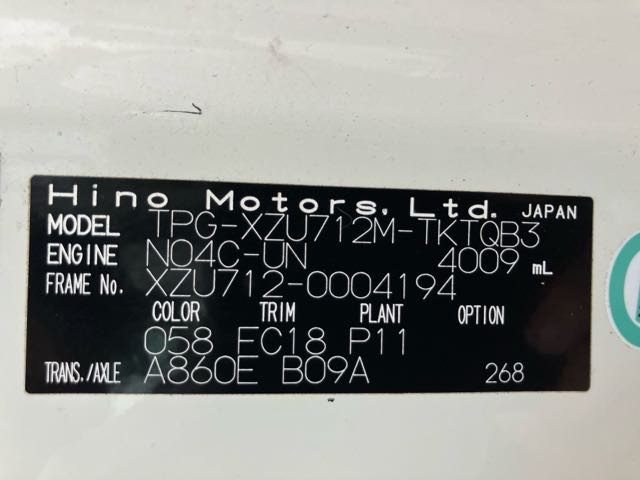 Hino Motors, Ltd. JAPAN
MODEL TPG-XZU712M-TKTQB3
ENGINE N04C-UN 4009 mL
FRAME No. XZU712-0004194
COLOR TRIM PLANT OPTION
058 FC18 P11
TRANS./AXLE A860E B09A 268